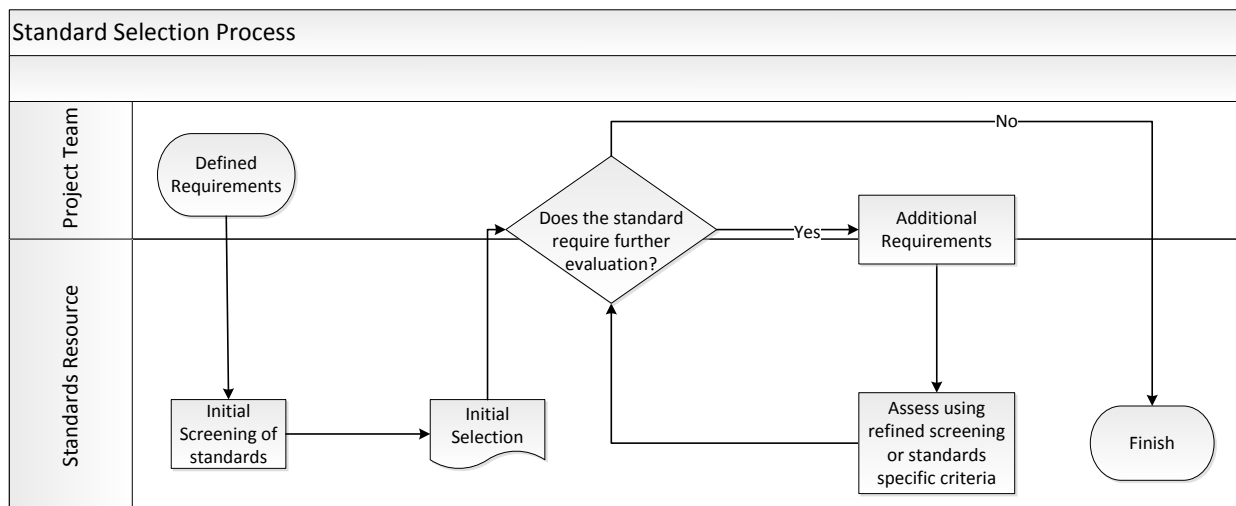 Standard Selection Process
Project Team
Defined
Requirements
No
Does the standard
require further
evaluation?
Yes
Additional
Requirements
Standards Resource
Initial
Screening of
standards
Initial
Selection
Assess using
refined screening
or standards
specific criteria
Finish